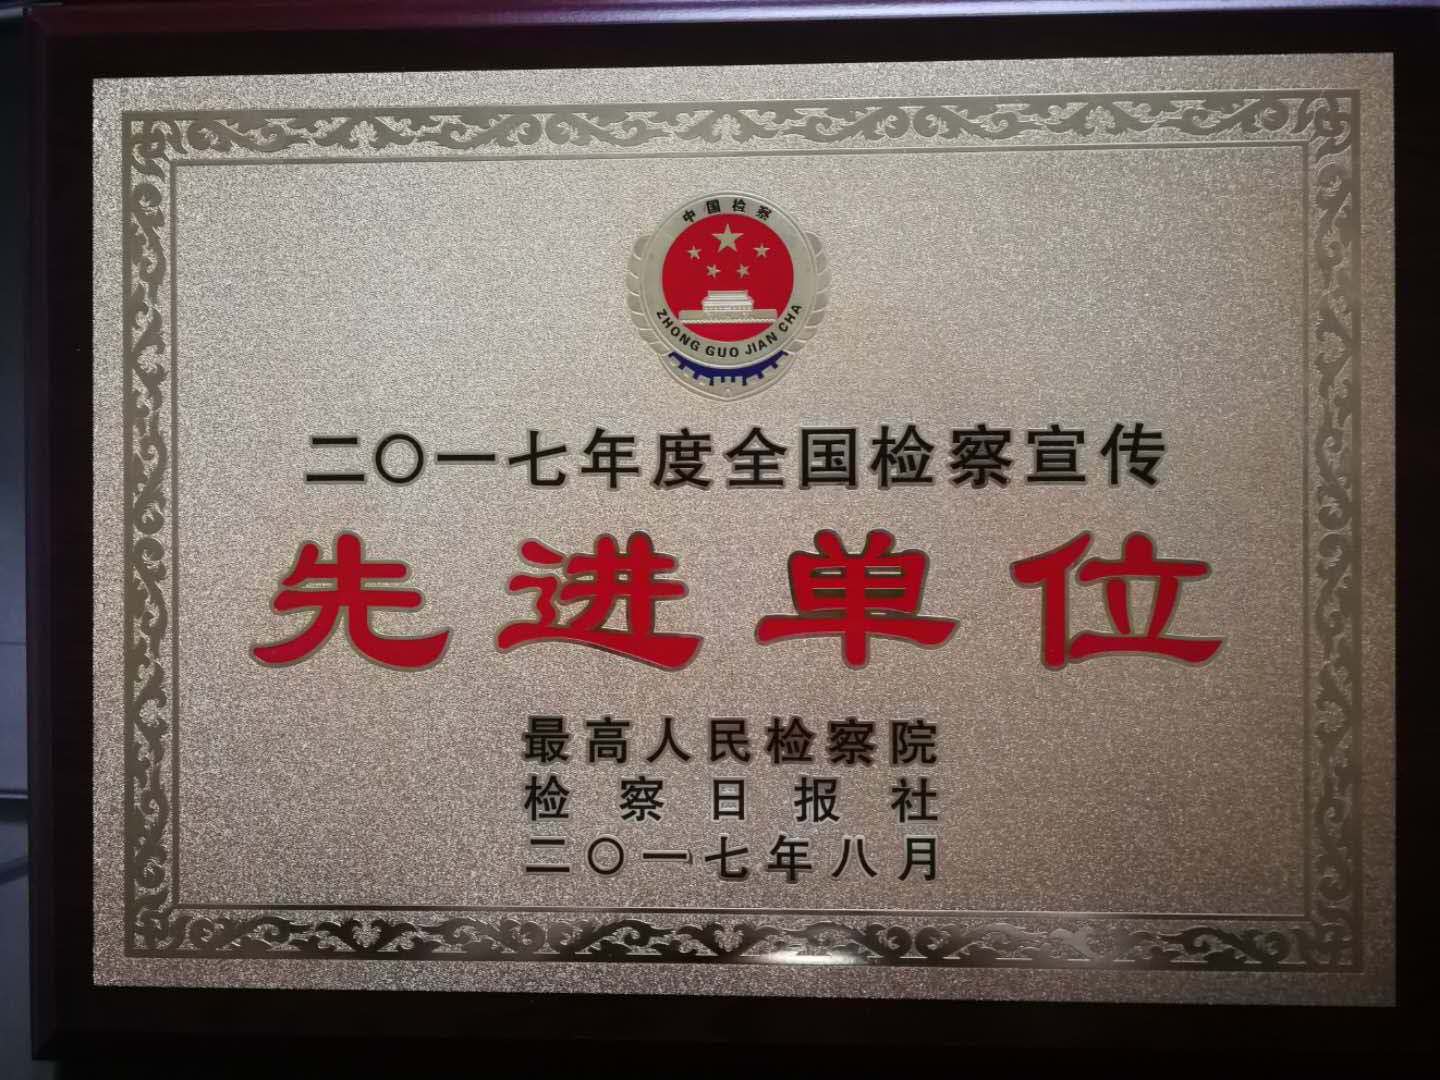 中国检察
ZHONG GUO JIAN CHA
二〇一七年度全国检察宣传
先进单位
最高人民检察院
检察日报社
二〇一七年八月